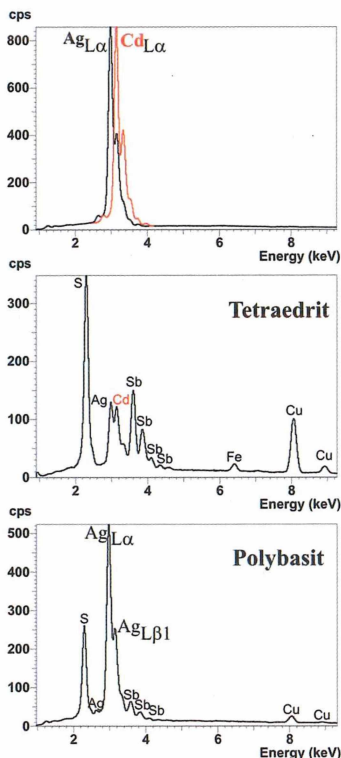 cps
AgLα CdLα
800
600
400
200
0
2 4 6 8
Energy (keV)
cps
Tetraedrit
300
200
100
0
S
Ag Cd Sb Sb Sb Sb Fe Cu Cu
2 4 6 8
Energy (keV)
cps
AgLα
Polybasit
500
400
300
200
100
0
AgLβ1
S
Ag Sb Sb Sb Cu Cu
2 4 6 8
Energy (keV)